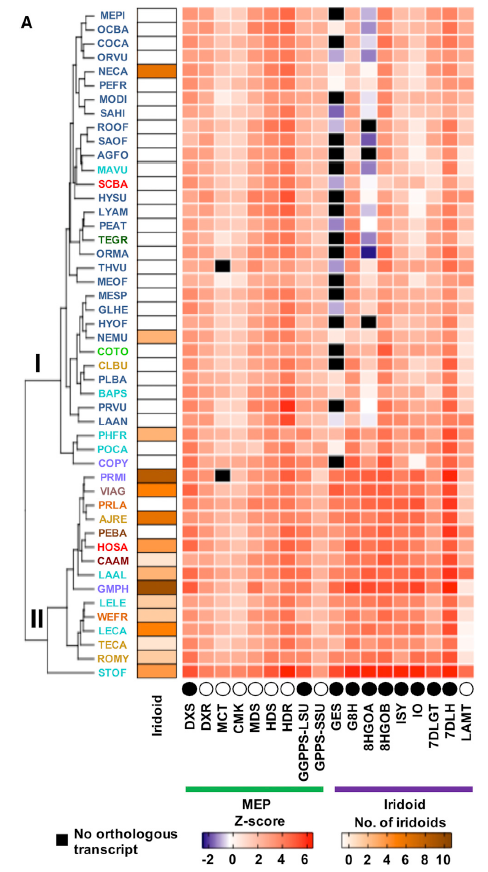 A
MEPI
OCBA
COCA
ORVU
NECA
PEFR
MODI
SAHI
ROOF
SAOF
AGFO
MAVU
SCBA
HYSU
LYAM
PEAT
TEGR
ORMA
THVU
MEOF
MESP
GLHE
HYOF
NEMU
COTO
CLBU
PLBA
BAPS
PRVU
LAAN
PHFR
POCA
COPY
PRMI
VIAG
PRLA
AJRE
PEBA
HOSA
CAAM
LAAL
GMPH
LELE
WEFR
LECA
TECA
ROMY
STOF
I
II
Iridoid
DXS
DXR
MCT
CMK
MDS
HDS
HDR
GGPPS-LSU
GPPS-SSU
GES
G8H
8HGOA
8HGOB
ISY
IO
7DLGT
7DLH
LAMT
MEP
Iridoid
No orthologous
transcript
Z-score
-2 0 2 4 6
No. of iridoids
0 2 4 6 8 10